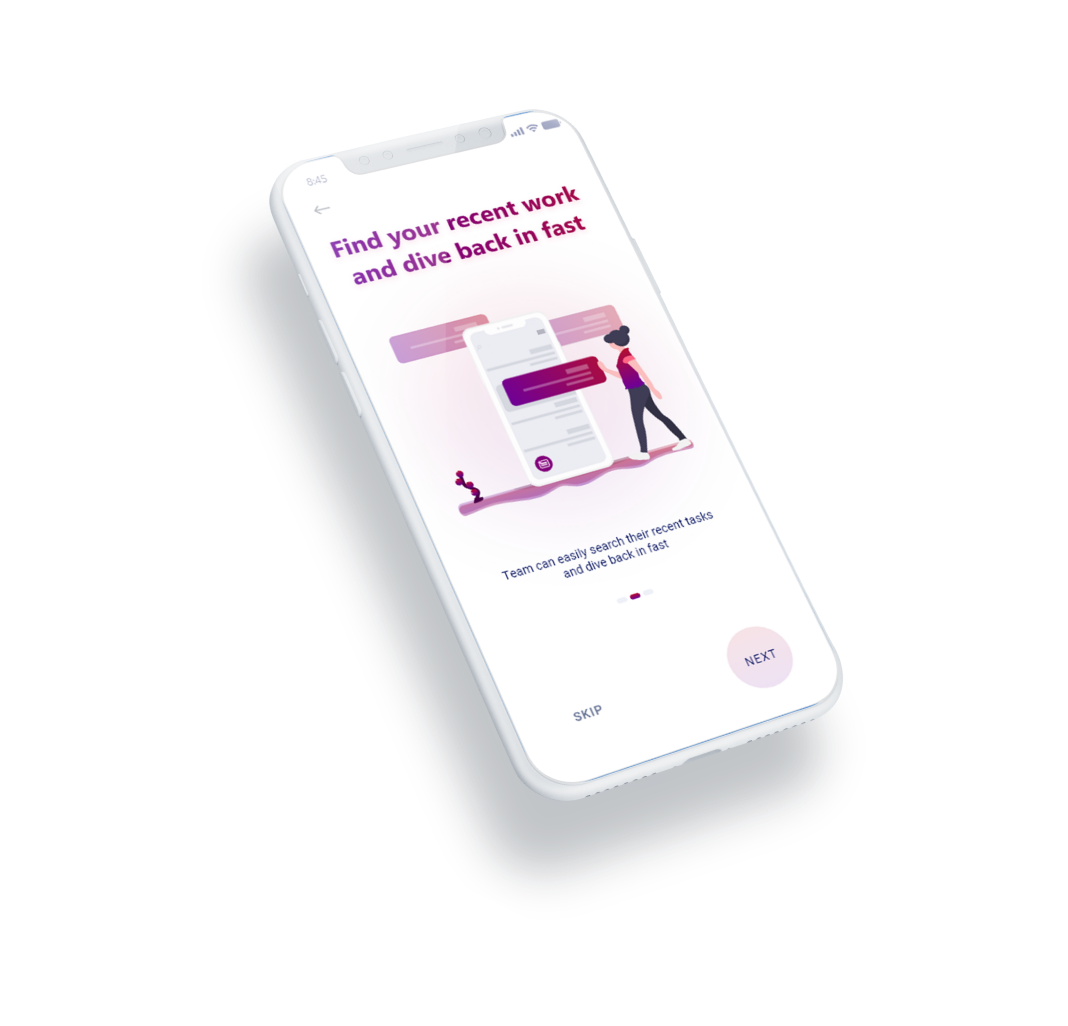 8:45
Find your recent work
and dive back in fast
Team can easily search their recent tasks
and dive back in fast
NEXT
SKIP